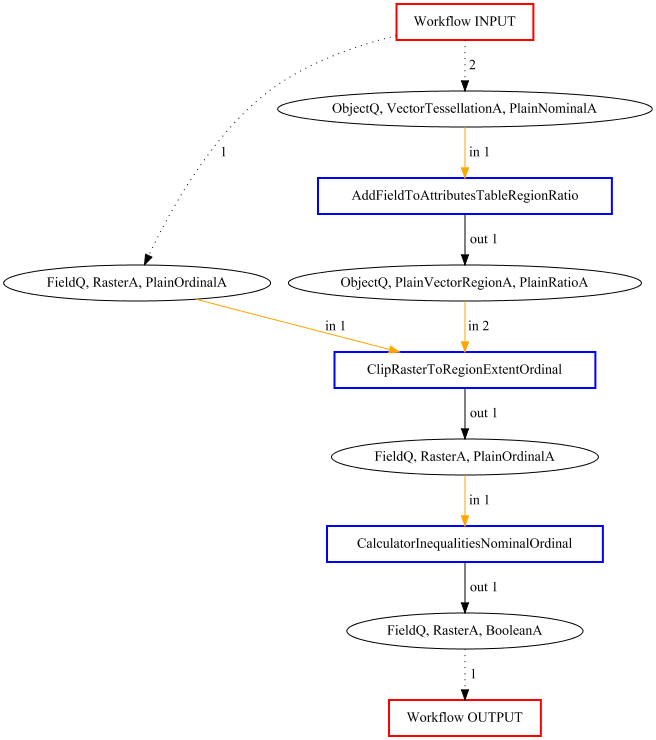 Workflow INPUT
2
ObjectQ, VectorTessellationA, PlainNominalA
1
in 1
AddFieldToAttributesTableRegionRatio
out 1
FieldQ, RasterA, PlainOrdinalA
ObjectQ, PlainVectorRegionA, PlainRatioA
in 1
in 2
ClipRasterToRegionExtentOrdinal
out 1
FieldQ, RasterA, PlainOrdinalA
in 1
CalculatorInequalitiesNominalOrdinal
out 1
FieldQ, RasterA, BooleanA
1
Workflow OUTPUT